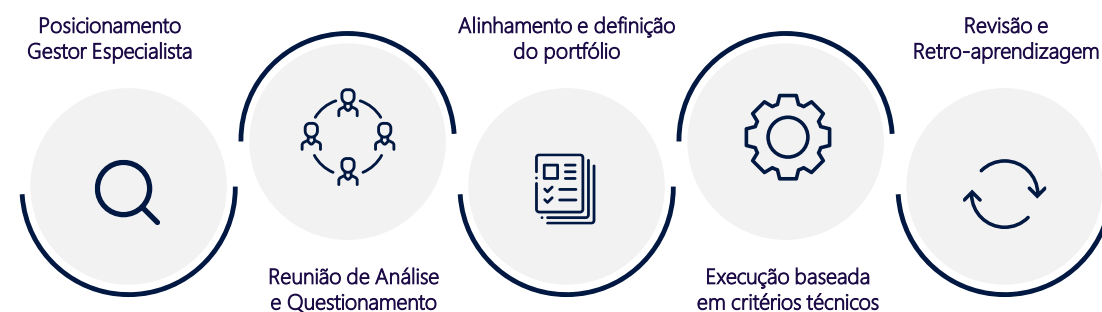 Posicionamento
Gestor Especialista
Reunião de Análise
e Questionamento
Alinhamento e definição
do portfólio
Execução baseada
em critérios técnicos
Revisão e
Retro-aprendizagem